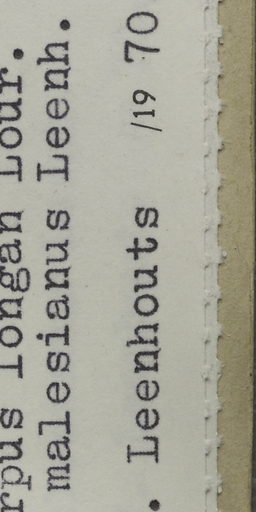 rpus longan Lour.
malesianus Leenh.
. Leenhouts /19 70